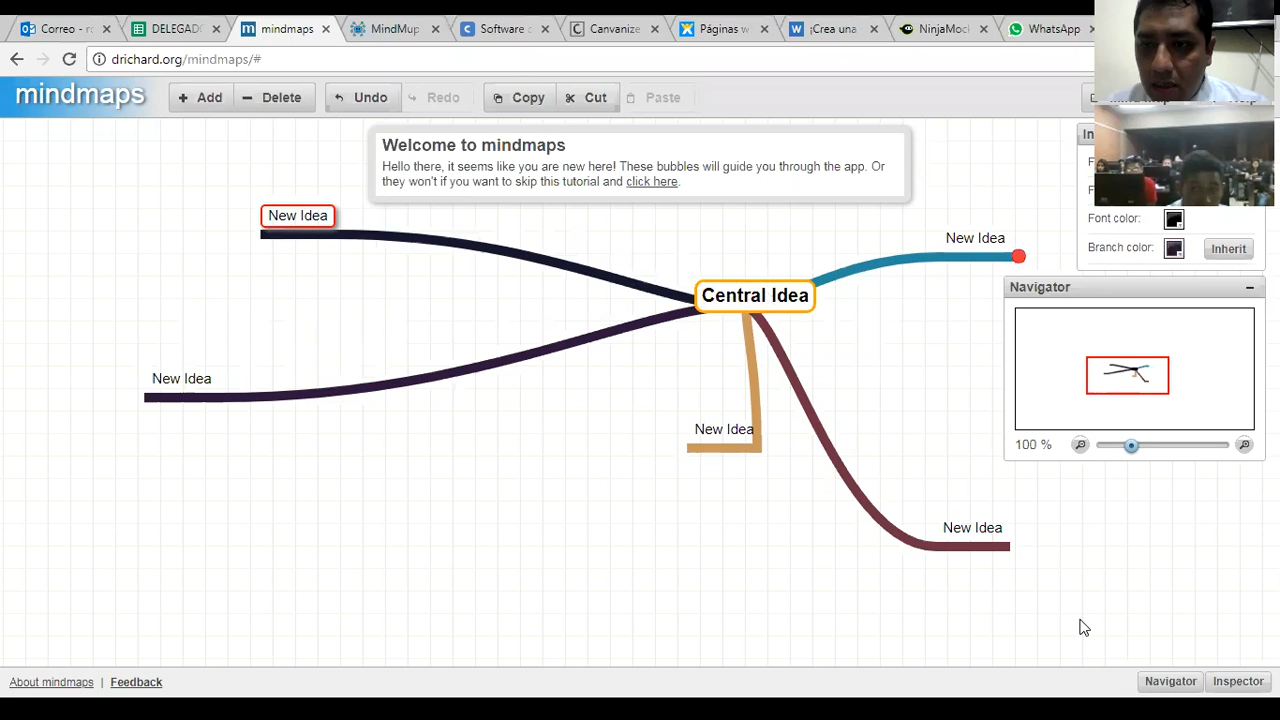 Correo - r
DELEGAD
mindmaps
MindMup
Software c
Canvanize
Páginas w
¡Crea una
NinjaMoc
WhatsApp
drichard.org/mindmaps/#
mindmaps
Add
Delete
Undo
Redo
Copy
Cut
Paste
Welcome to mindmaps
Hello there, it seems like you are new here! These bubbles will guide you through the app. Or
they won't if you want to skip this tutorial and click here.
Font color:
Branch color:
Inherit
New Idea
New Idea
Central Idea
Navigator
New Idea
New Idea
New Idea
100 %
About mindmaps
Feedback
Navigator
Inspector